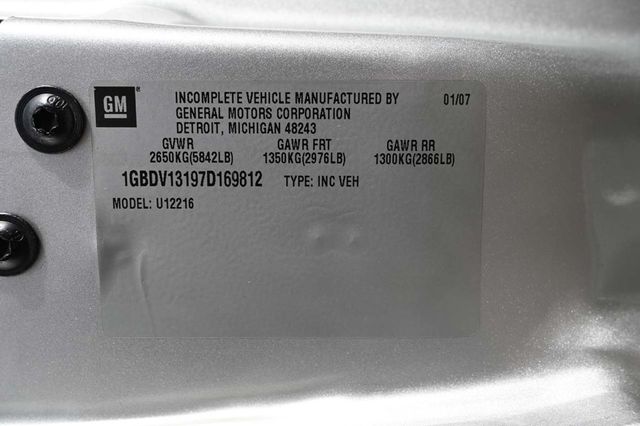 GM ® INCOMPLETE VEHICLE MANUFACTURED BY 01/07
GENERAL MOTORS CORPORATION
DETROIT, MICHIGAN 48243
GVWR GAWR FRT GAWR RR
2650KG(5842LB) 1350KG(2976LB) 1300KG(2866LB)
1GBDV13197D169812 TYPE: INC VEH
MODEL: U12216